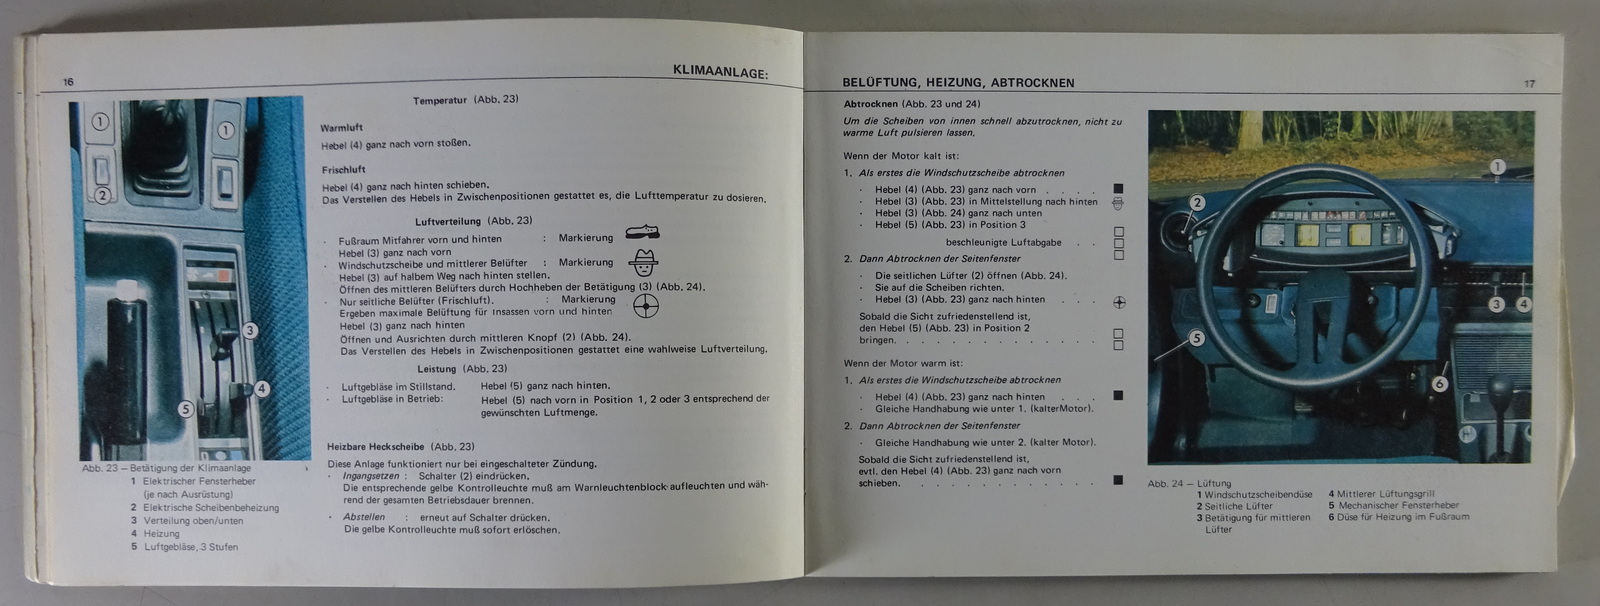 16
KLIMAANLAGE:
1
1
2
3
4
5
Abb. 23 — Betätigung der Klimaanlage
1 Elektrischer Fensterheber
(je nach Ausrüstung)
2 Elektrische Scheibenbeheizung
3 Verteilung oben/unten
4 Heizung
5 Luftgebläse, 3 Stufen
Temperatur (Abb. 23)
Warmluft
Hebel (4) ganz nach vorn stoßen.
Frischluft
Hebel (4) ganz nach hinten schieben.
Das Verstellen des Hebels in Zwischenpositionen gestattet es, die Lufttemperatur zu dosieren.
Luftverteilung (Abb. 23)
· Fußraum Mitfahrer vorn und hinten : Markierung
Hebel (3) ganz nach vorn
· Windschutzscheibe und mittlerer Belüfter : Markierung
Hebel (3) auf halbem Weg nach hinten stellen.
Öffnen des mittleren Belüfters durch Hochheben der Betätigung (3) (Abb. 24).
· Nur seitliche Belüfter (Frischluft). : Markierung
Ergeben maximale Belüftung für Insassen vorn und hinten
Hebel (3) ganz nach hinten
Öffnen und Ausrichten durch mittleren Knopf (2) (Abb. 24).
Das Verstellen des Hebels in Zwischenpositionen gestattet eine wahlweise Luftverteilung.
Leistung (Abb. 23)
· Luftgebläse im Stillstand. Hebel (5) ganz nach hinten.
· Luftgebläse in Betrieb: Hebel (5) nach vorn in Position 1, 2 oder 3 entsprechend der
gewünschten Luftmenge.
Heizbare Heckscheibe (Abb. 23)
Diese Anlage funktioniert nur bei eingeschalteter Zündung.
· Ingangsetzen : Schalter (2) eindrücken.
Die entsprechende gelbe Kontrolleuchte muß am Warnleuchtenblock aufleuchten und wäh-
rend der gesamten Betriebsdauer brennen.
· Abstellen : erneut auf Schalter drücken.
Die gelbe Kontrolleuchte muß sofort erlöschen.
BELÜFTUNG, HEIZUNG, ABTROCKNEN
17
Abtrocknen (Abb. 23 und 24)
Um die Scheiben von innen schnell abzutrocknen, nicht zu
warme Luft pulsieren lassen.
Wenn der Motor kalt ist:
1. Als erstes die Windschutzscheibe abtrocknen
· Hebel (4) (Abb. 23) ganz nach vorn . . . .
· Hebel (3) (Abb. 23) in Mittelstellung nach hinten
· Hebel (3) (Abb. 24) ganz nach unten
· Hebel (5) (Abb. 23) in Position 3
beschleunigte Luftabgabe . .
2. Dann Abtrocknen der Seitenfenster
· Die seitlichen Lüfter (2) öffnen (Abb. 24).
· Sie auf die Scheiben richten.
· Hebel (3) (Abb. 23) ganz nach hinten . . .
Sobald die Sicht zufriedenstellend ist,
den Hebel (5) (Abb. 23) in Position 2
bringen. . . . . . . . . . . . . .
Wenn der Motor warm ist:
1. Als erstes die Windschutzscheibe abtrocknen
· Hebel (4) (Abb. 23) ganz nach hinten . . .
· Gleiche Handhabung wie unter 1. (kalterMotor).
2. Dann Abtrocknen der Seitenfenster
· Gleiche Handhabung wie unter 2. (kalter Motor).
Sobald die Sicht zufriedenstellend ist,
evtl. den Hebel (4) (Abb. 23) ganz nach vorn
schieben. . . . . . . . . . . . . .
1
2
3
4
5
6
Abb. 24 — Lüftung
1 Windschutzscheibendüse
2 Seitliche Lüfter
3 Betätigung für mittleren
Lüfter
4 Mittlerer Lüftungsgrill
5 Mechanischer Fensterheber
6 Düse für Heizung im Fußraum